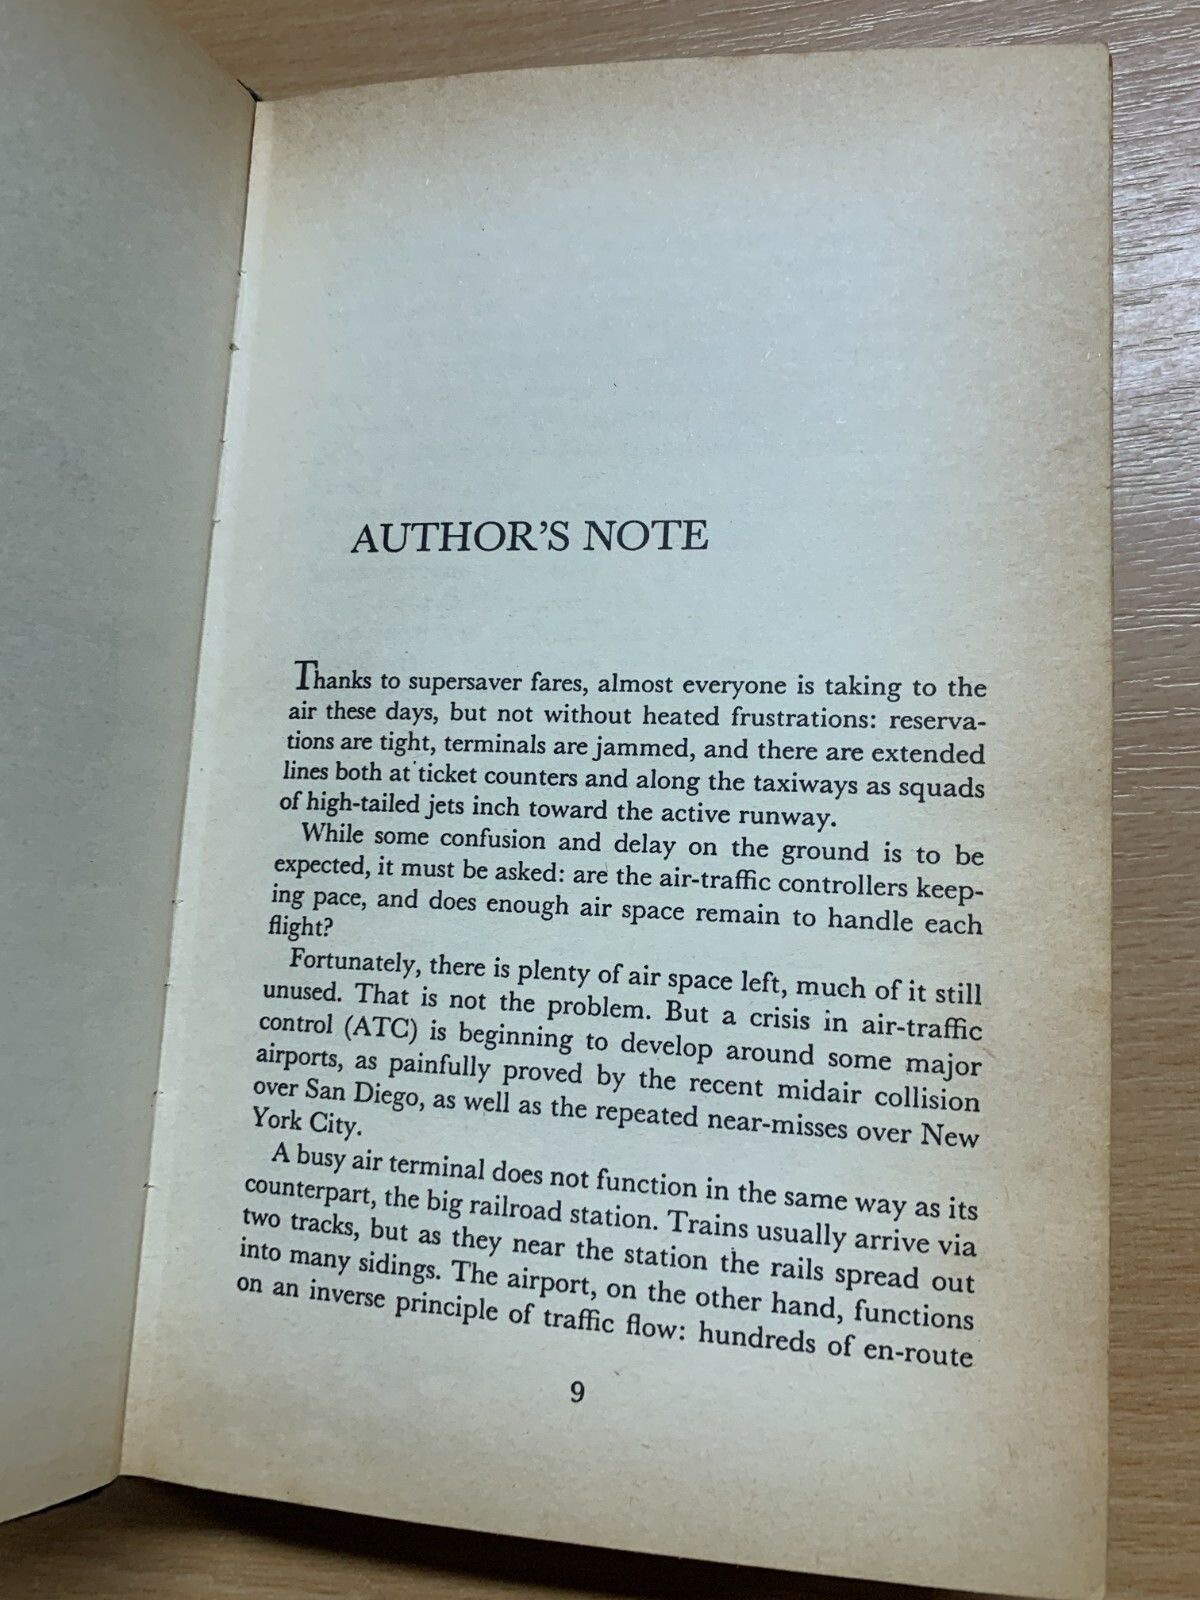 AUTHOR'S NOTE
Thanks to supersaver fares, almost everyone is taking to the
air these days, but not without heated frustrations: reserva-
tions are tight, terminals are jammed, and there are extended
lines both at ticket counters and along the taxiways as squads
of high-tailed jets inch toward the active runway.
While some confusion and delay on the ground is to be
expected, it must be asked: are the air-traffic controllers keep-
ing pace, and does enough air space remain to handle each
flight?
Fortunately, there is plenty of air space left, much of it still
unused. That is not the problem. But a crisis in air-traffic
control (ATC) is beginning to develop around some major
airports, as painfully proved by the recent midair collision
over San Diego, as well as the repeated near-misses over New
York City.
A busy air terminal does not function in the same way as its
counterpart, the big railroad station. Trains usually arrive via
two tracks, but as they near the station the rails spread out
into many sidings. The airport, on the other hand, functions
on an inverse principle of traffic flow: hundreds of en-route
9